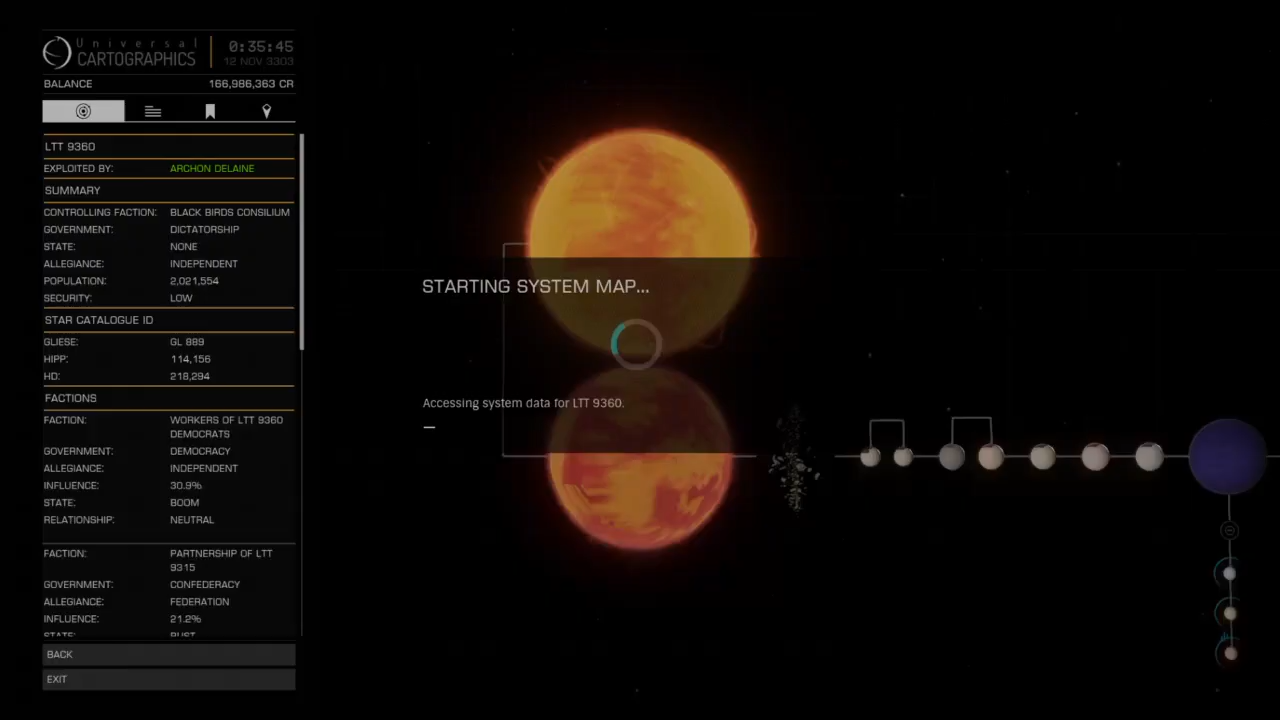 Universal
CARTOGRAPHICS
0:35:45
12 NOV 3303
BALANCE 166,986,363 CR
LTT 9360
EXPLOITED BY: ARCHON DELAINE
SUMMARY
CONTROLLING FACTION: BLACK BIRDS CONSILIUM
GOVERNMENT: DICTATORSHIP
STATE: NONE
ALLEGIANCE: INDEPENDENT
POPULATION: 2,021,554
SECURITY: LOW
STAR CATALOGUE ID
GLIESE: GL 889
HIPP: 114,156
HD: 218,294
FACTIONS
FACTION: WORKERS OF LTT 9360
DEMOCRATS
GOVERNMENT: DEMOCRACY
ALLEGIANCE: INDEPENDENT
INFLUENCE: 30.9%
STATE: BOOM
RELATIONSHIP: NEUTRAL
FACTION: PARTNERSHIP OF LTT
9315
GOVERNMENT: CONFEDERACY
ALLEGIANCE: FEDERATION
INFLUENCE: 21.2%
STATE: BUST
BACK
EXIT
STARTING SYSTEM MAP...
Accessing system data for LTT 9360.